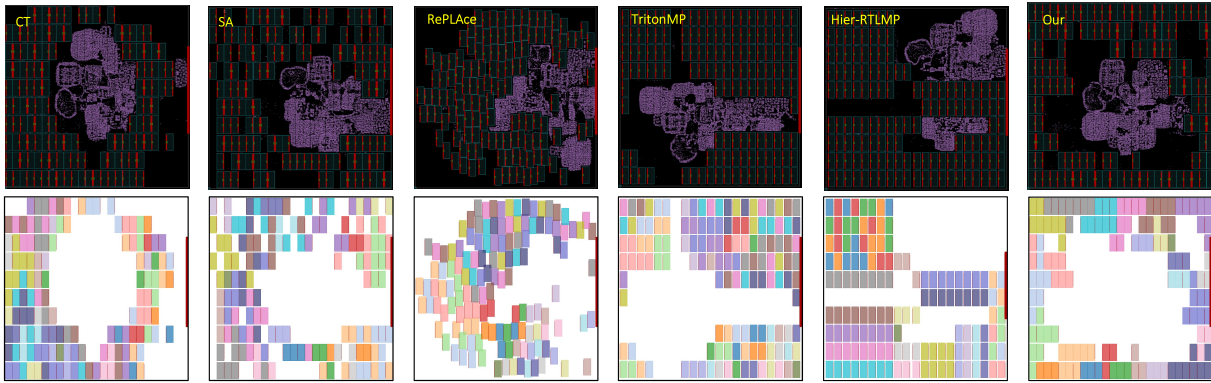 CT
SA
RePLAce
TritonMP
Hier-RTLMP
Our